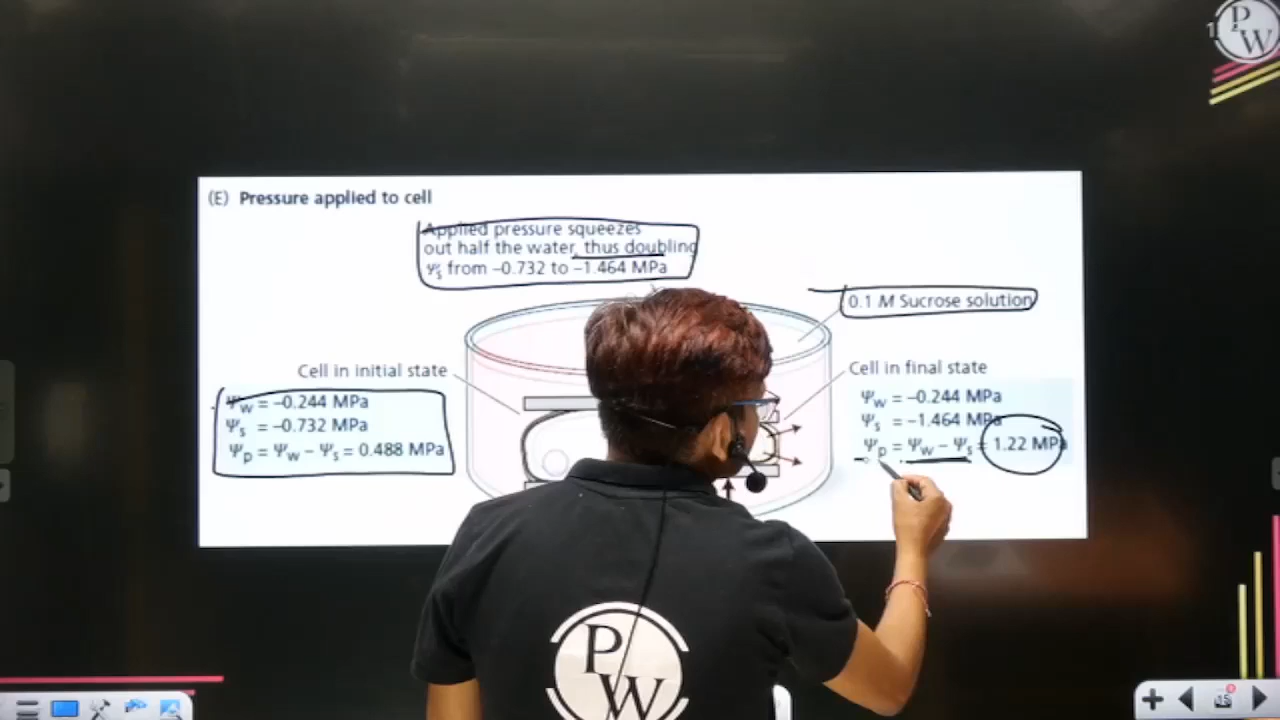 P
W
(E) Pressure applied to cell
Applied pressure squeezes
out half the water, thus doubling
Ψs from –0.732 to –1.464 MPa
0.1 M Sucrose solution
Cell in initial state
Ψw = –0.244 MPa
Ψs = –0.732 MPa
Ψp = Ψw – Ψs = 0.488 MPa
Cell in final state
Ψw = –0.244 MPa
Ψs = –1.464 MPa
Ψp = Ψw – Ψs = 1.22 MPa
P
W
15